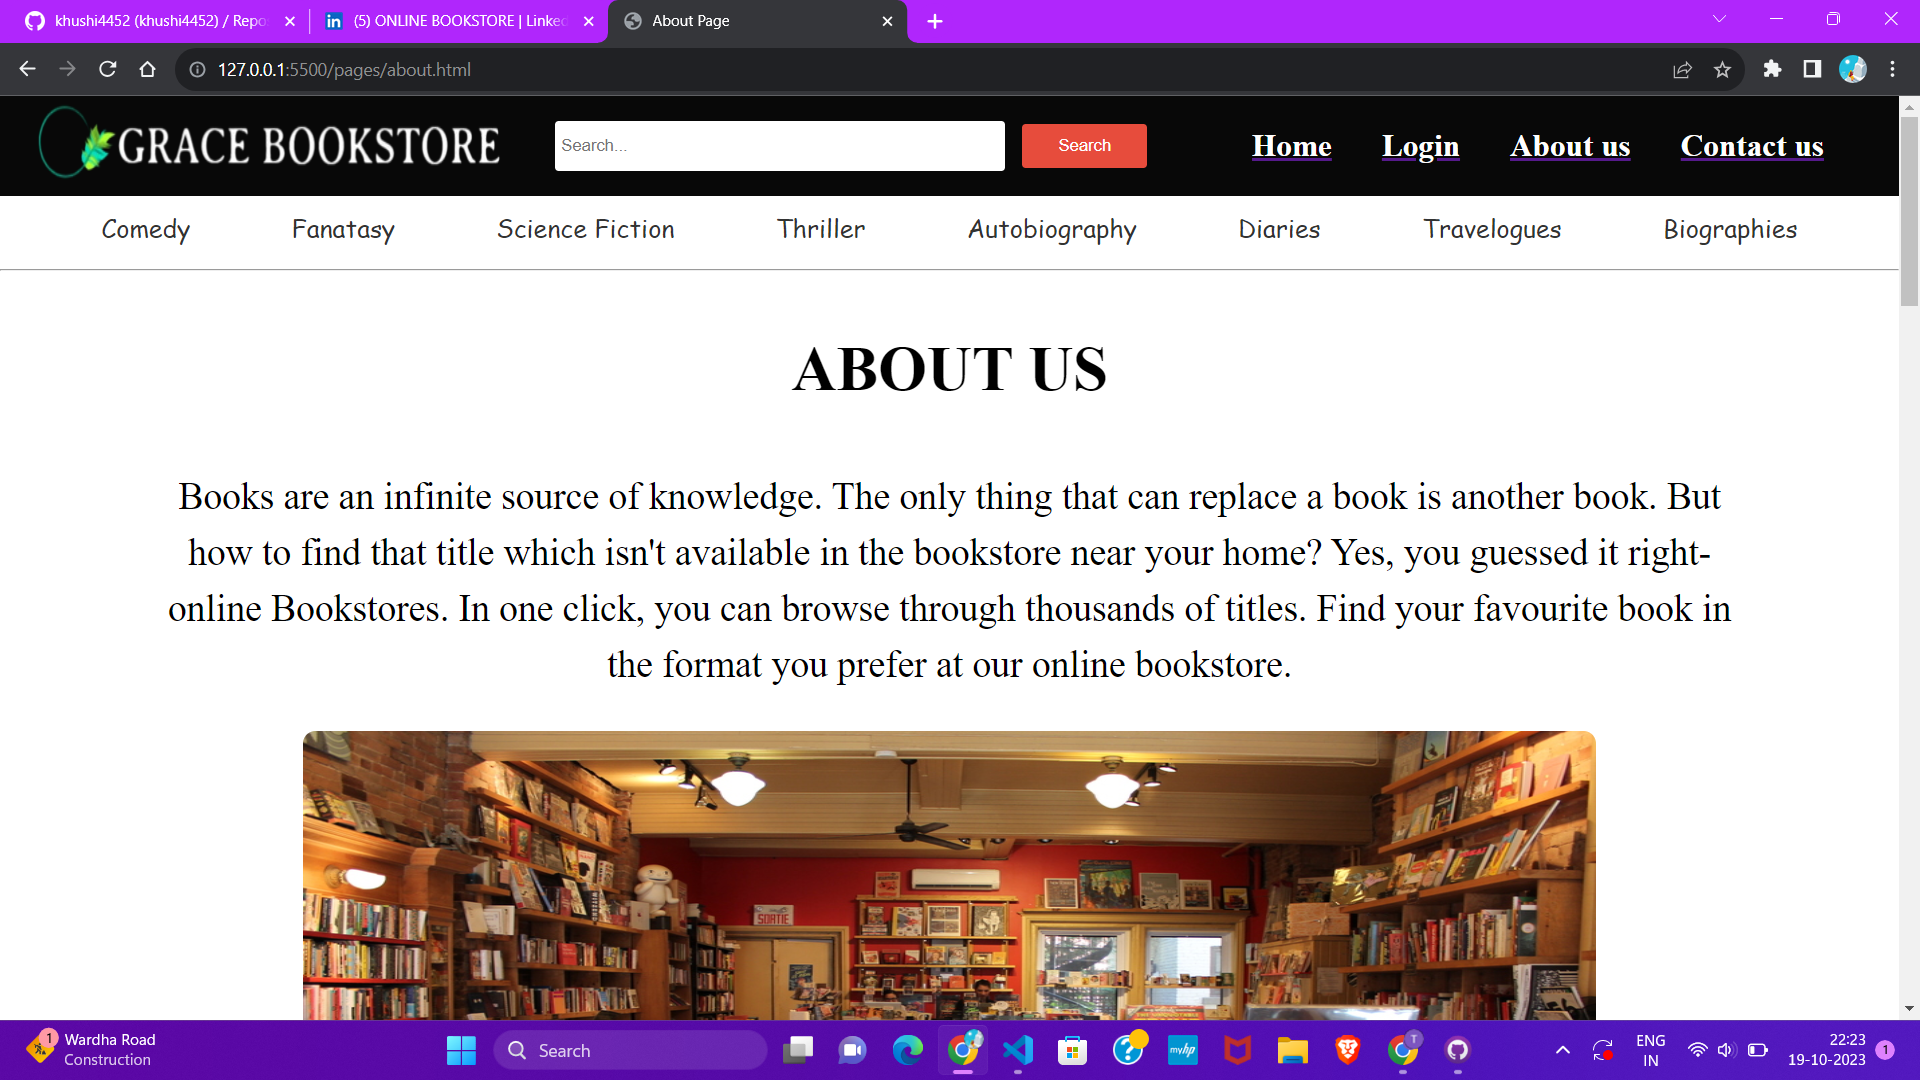 khushi4452 (khushi4452) / Repo
(5) ONLINE BOOKSTORE | Linked
About Page
127.0.0.1:5500/pages/about.html
GRACE BOOKSTORE
Search...
Search
Home
Login
About us
Contact us
Comedy
Fanatasy
Science Fiction
Thriller
Autobiography
Diaries
Travelogues
Biographies
ABOUT US
Books are an infinite source of knowledge. The only thing that can replace a book is another book. But
how to find that title which isn't available in the bookstore near your home? Yes, you guessed it right-
online Bookstores. In one click, you can browse through thousands of titles. Find your favourite book in
the format you prefer at our online bookstore.
SORTIE
1
Wardha Road
Construction
Search
myhp
T
ENG
IN
22:23
19-10-2023
1